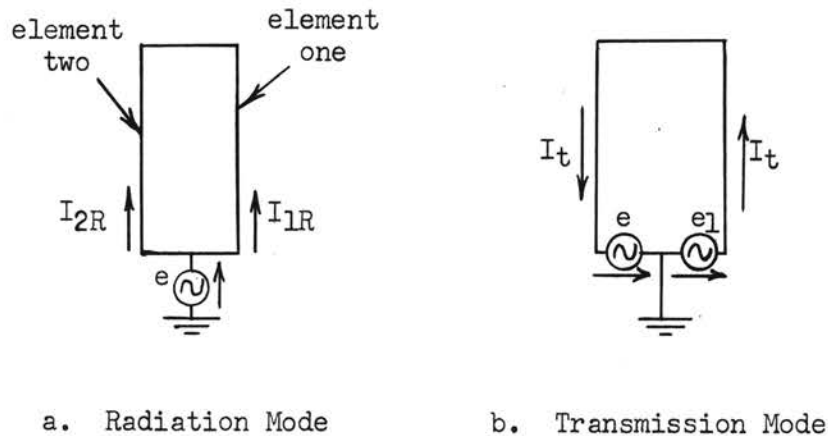 element
two
element
one
I2R
I1R
e
It
It
e
e1
a. Radiation Mode
b. Transmission Mode